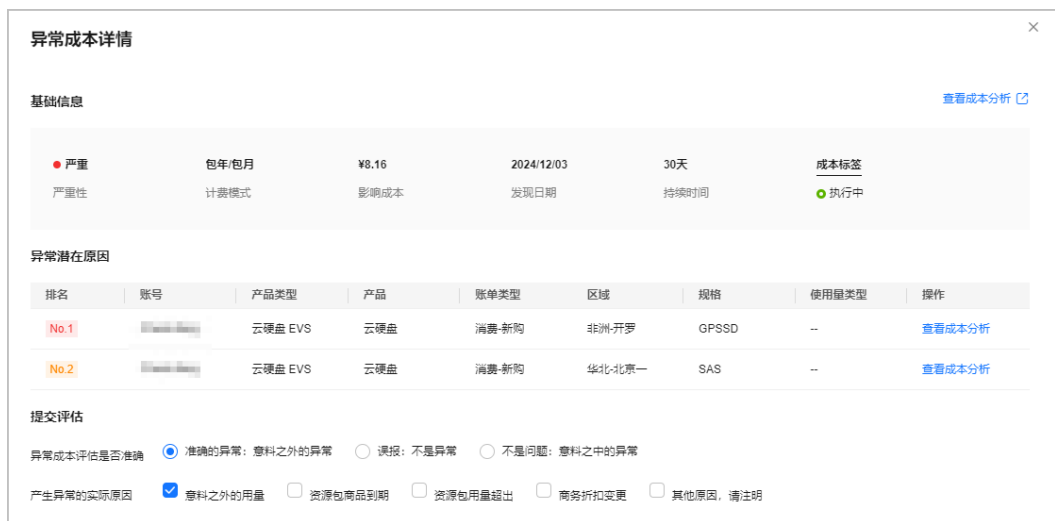 异常成本详情
基础信息 查看成本分析
严重 包年/包月 ¥8.16 2024/12/03 30天 成本标签
严重性 计费模式 影响成本 发现日期 持续时间 执行中
异常潜在原因
排名 账号 产品类型 产品 账单类型 区域 规格 使用量类型 操作
No.1 云硬盘 EVS 云硬盘 消费-新购 非洲-开罗 GPSSD -- 查看成本分析
No.2 云硬盘 EVS 云硬盘 消费-新购 华北-北京一 SAS -- 查看成本分析
提交评估
异常成本评估是否准确 准确的异常：意料之外的异常 误报：不是异常 不是问题：意料之中的异常
产生异常的实际原因 意料之外的用量 资源包商品到期 资源包用量超出 商务折扣变更 其他原因，请注明